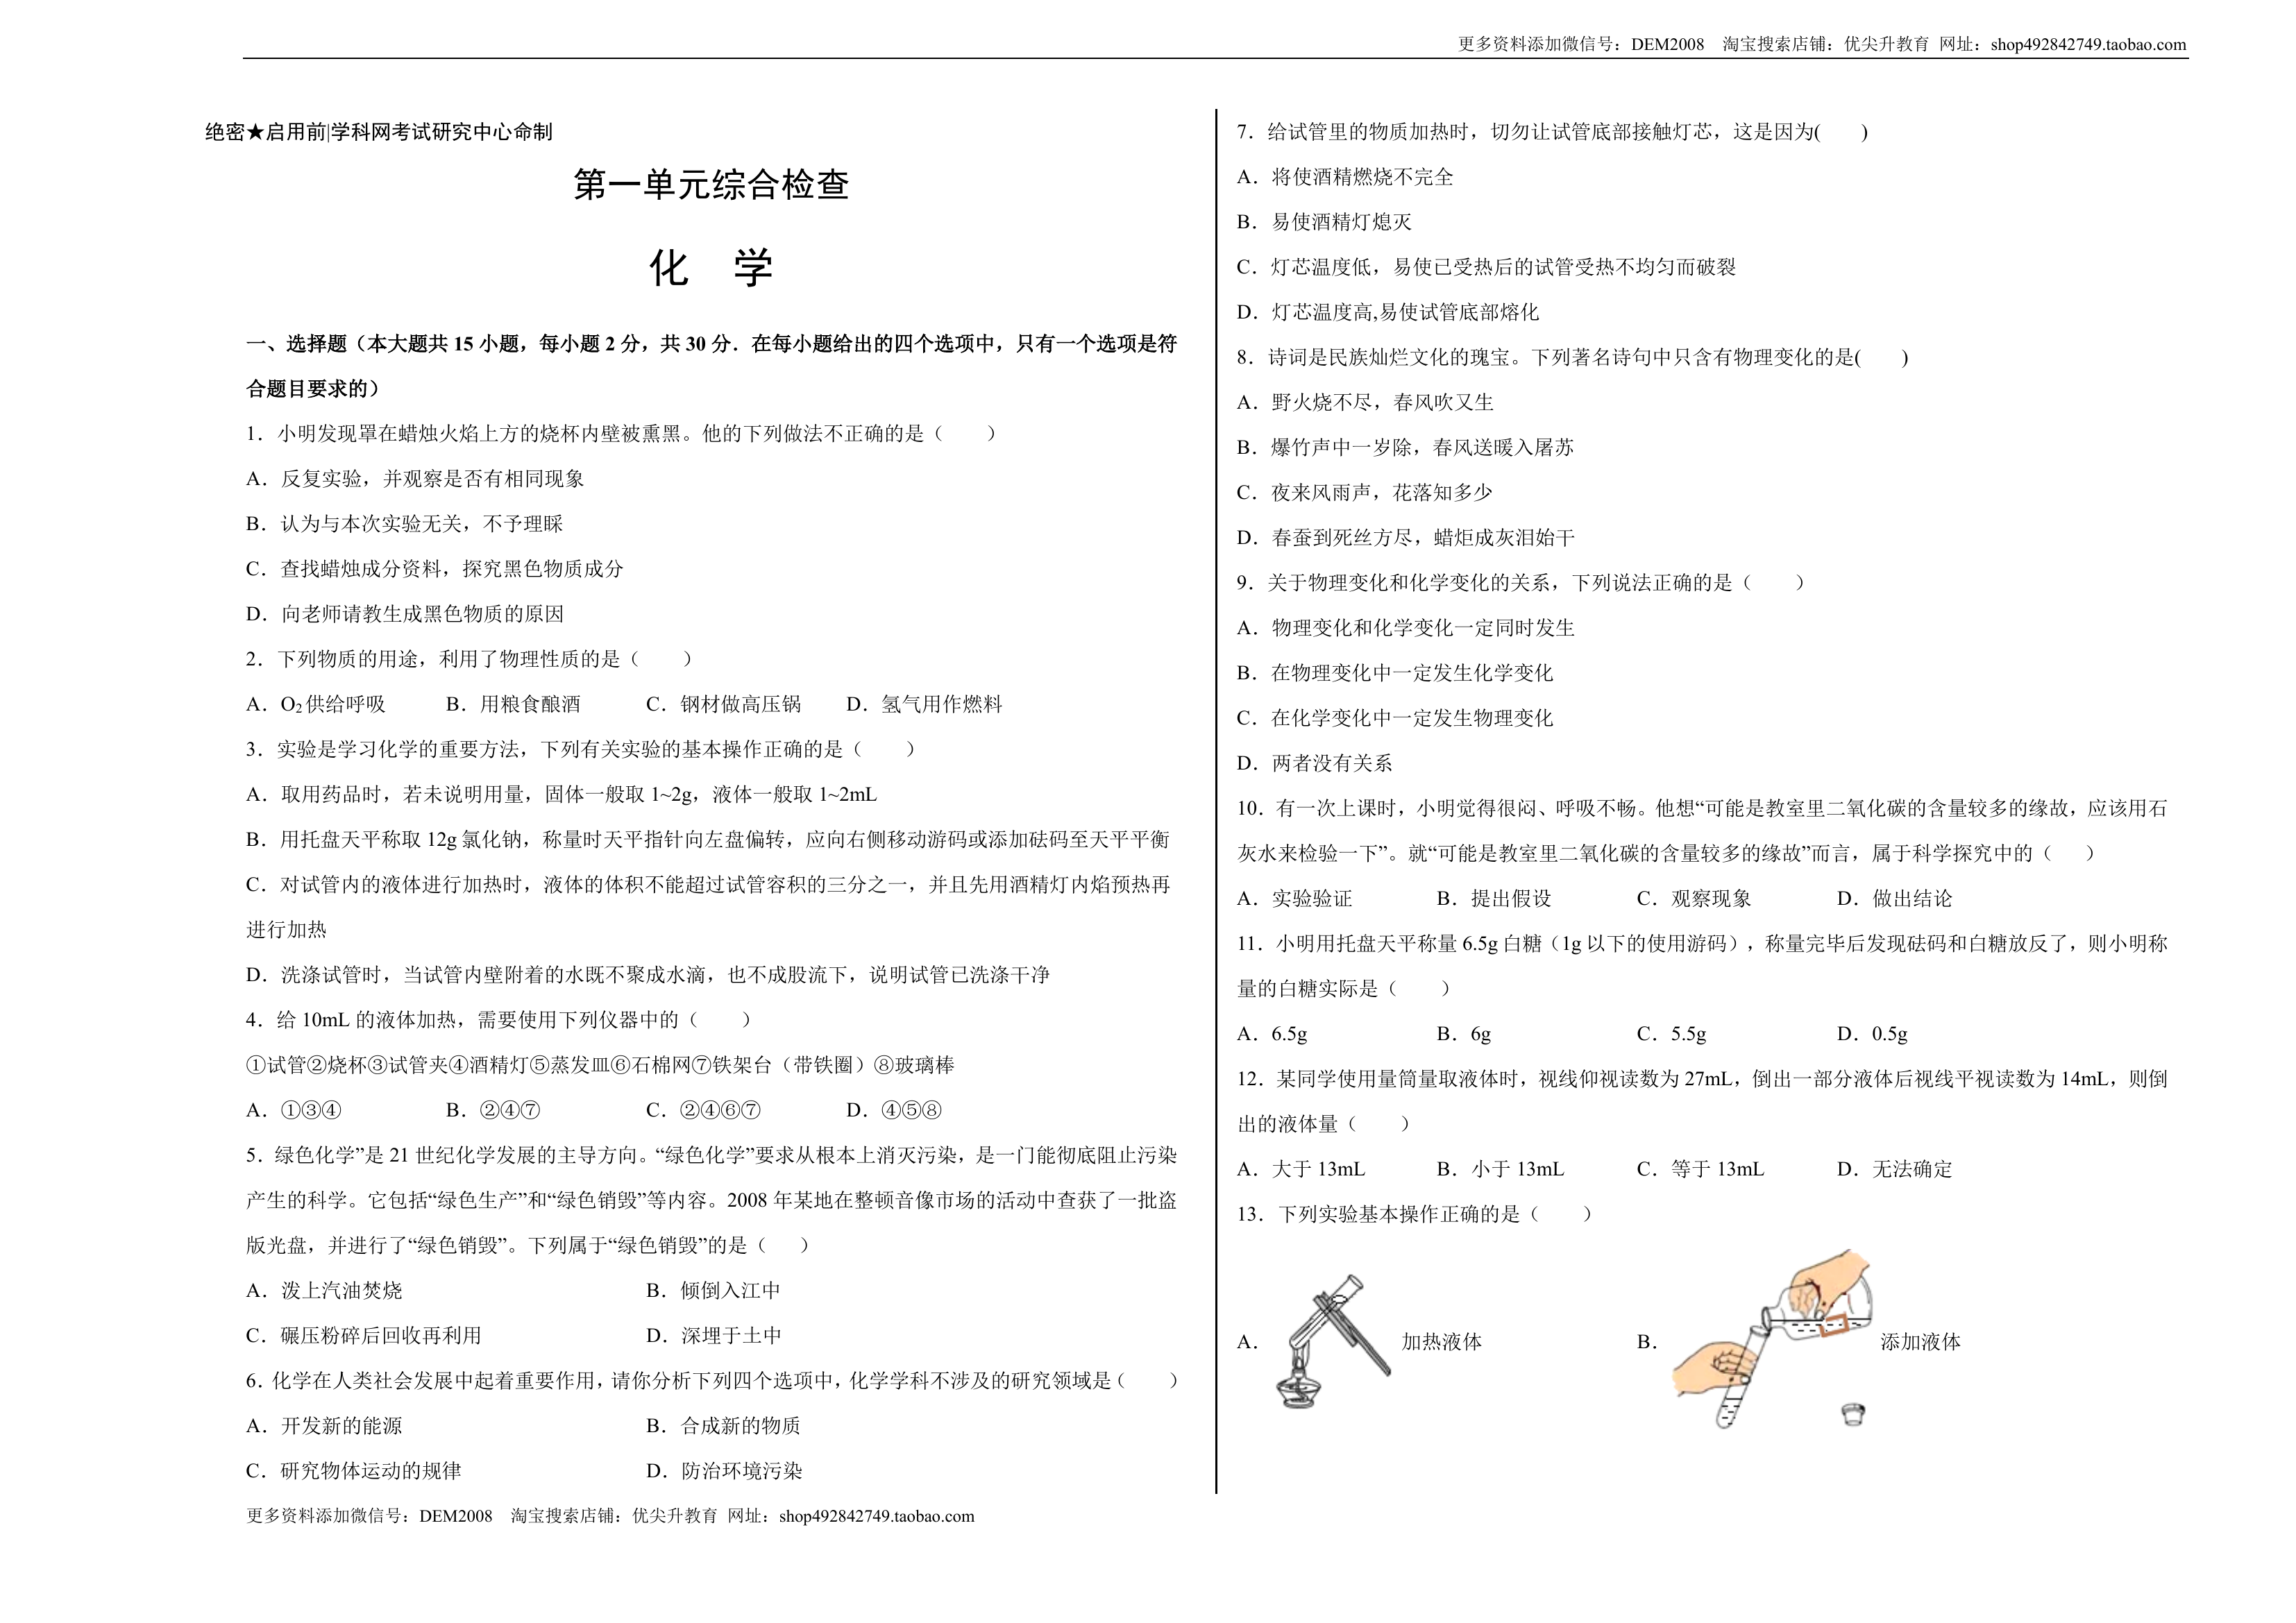 更多资料添加微信号：DEM2008　淘宝搜索店铺：优尖升教育 网址：shop492842749.taobao.com
绝密★启用前|学科网考试研究中心命制
第一单元综合检查
化　学
一、选择题（本大题共 15 小题，每小题 2 分，共 30 分．在每小题给出的四个选项中，只有一个选项是符
合题目要求的）
1．小明发现罩在蜡烛火焰上方的烧杯内壁被熏黑。他的下列做法不正确的是（　　）
A．反复实验，并观察是否有相同现象
B．认为与本次实验无关，不予理睬
C．查找蜡烛成分资料，探究黑色物质成分
D．向老师请教生成黑色物质的原因
2．下列物质的用途，利用了物理性质的是（　　）
A．O₂供给呼吸　　B．用粮食酿酒　　C．钢材做高压锅　　D．氢气用作燃料
3．实验是学习化学的重要方法，下列有关实验的基本操作正确的是（　　）
A．取用药品时，若未说明用量，固体一般取 1~2g，液体一般取 1~2mL
B．用托盘天平称取 12g 氯化钠，称量时天平指针向左盘偏转，应向右侧移动游码或添加砝码至天平平衡
C．对试管内的液体进行加热时，液体的体积不能超过试管容积的三分之一，并且先用酒精灯内焰预热再
进行加热
D．洗涤试管时，当试管内壁附着的水既不聚成水滴，也不成股流下，说明试管已洗涤干净
4．给 10mL 的液体加热，需要使用下列仪器中的（　　）
①试管②烧杯③试管夹④酒精灯⑤蒸发皿⑥石棉网⑦铁架台（带铁圈）⑧玻璃棒
A．①③④　　B．②④⑦　　C．②④⑥⑦　　D．④⑤⑧
5．绿色化学”是 21 世纪化学发展的主导方向。“绿色化学”要求从根本上消灭污染，是一门能彻底阻止污染
产生的科学。它包括“绿色生产”和“绿色销毁”等内容。2008 年某地在整顿音像市场的活动中查获了一批盗
版光盘，并进行了“绿色销毁”。下列属于“绿色销毁”的是（　　）
A．泼上汽油焚烧　　B．倾倒入江中
C．碾压粉碎后回收再利用　　D．深埋于土中
6．化学在人类社会发展中起着重要作用，请你分析下列四个选项中，化学学科不涉及的研究领域是（　　）
A．开发新的能源　　B．合成新的物质
C．研究物体运动的规律　　D．防治环境污染
更多资料添加微信号：DEM2008　淘宝搜索店铺：优尖升教育 网址：shop492842749.taobao.com
7．给试管里的物质加热时，切勿让试管底部接触灯芯，这是因为(　　)
A．将使酒精燃烧不完全
B．易使酒精灯熄灭
C．灯芯温度低，易使已受热后的试管受热不均匀而破裂
D．灯芯温度高,易使试管底部熔化
8．诗词是民族灿烂文化的瑰宝。下列著名诗句中只含有物理变化的是(　　)
A．野火烧不尽，春风吹又生
B．爆竹声中一岁除，春风送暖入屠苏
C．夜来风雨声，花落知多少
D．春蚕到死丝方尽，蜡炬成灰泪始干
9．关于物理变化和化学变化的关系，下列说法正确的是（　　）
A．物理变化和化学变化一定同时发生
B．在物理变化中一定发生化学变化
C．在化学变化中一定发生物理变化
D．两者没有关系
10．有一次上课时，小明觉得很闷、呼吸不畅。他想“可能是教室里二氧化碳的含量较多的缘故，应该用石
灰水来检验一下”。就“可能是教室里二氧化碳的含量较多的缘故”而言，属于科学探究中的（　　）
A．实验验证　　B．提出假设　　C．观察现象　　D．做出结论
11．小明用托盘天平称量 6.5g 白糖（1g 以下的使用游码），称量完毕后发现砝码和白糖放反了，则小明称
量的白糖实际是（　　）
A．6.5g　　B．6g　　C．5.5g　　D．0.5g
12．某同学使用量筒量取液体时，视线仰视读数为 27mL，倒出一部分液体后视线平视读数为 14mL，则倒
出的液体量（　　）
A．大于 13mL　　B．小于 13mL　　C．等于 13mL　　D．无法确定
13．下列实验基本操作正确的是（　　）
A．加热液体　　B．添加液体